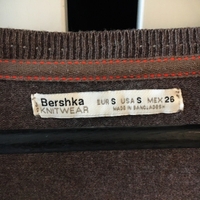 Bershka
KNITWEAR
EUR S USA S MEX 26
MADE IN BANGLADESH